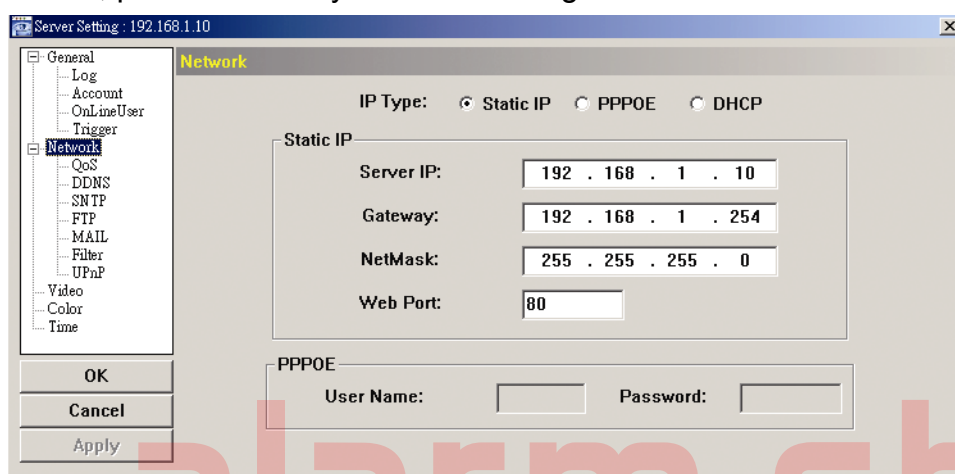 Server Setting : 192.168.1.10
General
Log
Account
OnLineUser
Trigger
Network
QoS
DDNS
SNTP
FTP
MAIL
Filter
UPnP
Video
Color
Time
OK
Cancel
Apply
Network
IP Type: Static IP PPPOE DHCP
Static IP
Server IP: 192 . 168 . 1 . 10
Gateway: 192 . 168 . 1 . 254
NetMask: 255 . 255 . 255 . 0
Web Port: 80
PPPOE
User Name: Password: